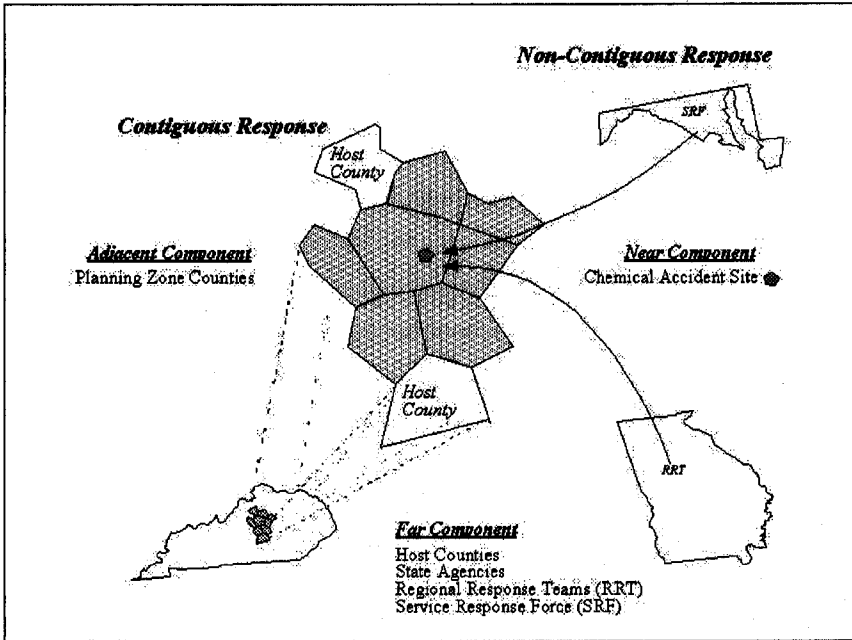 Non-Contiguous Response
SRF
Contiguous Response
Host
County
Adjacent Component
Planning Zone Counties
Near Component
Chemical Accident Site
Host
County
RRT
Far Component
Host Counties
State Agencies
Regional Response Teams (RRT)
Service Response Force (SRF)